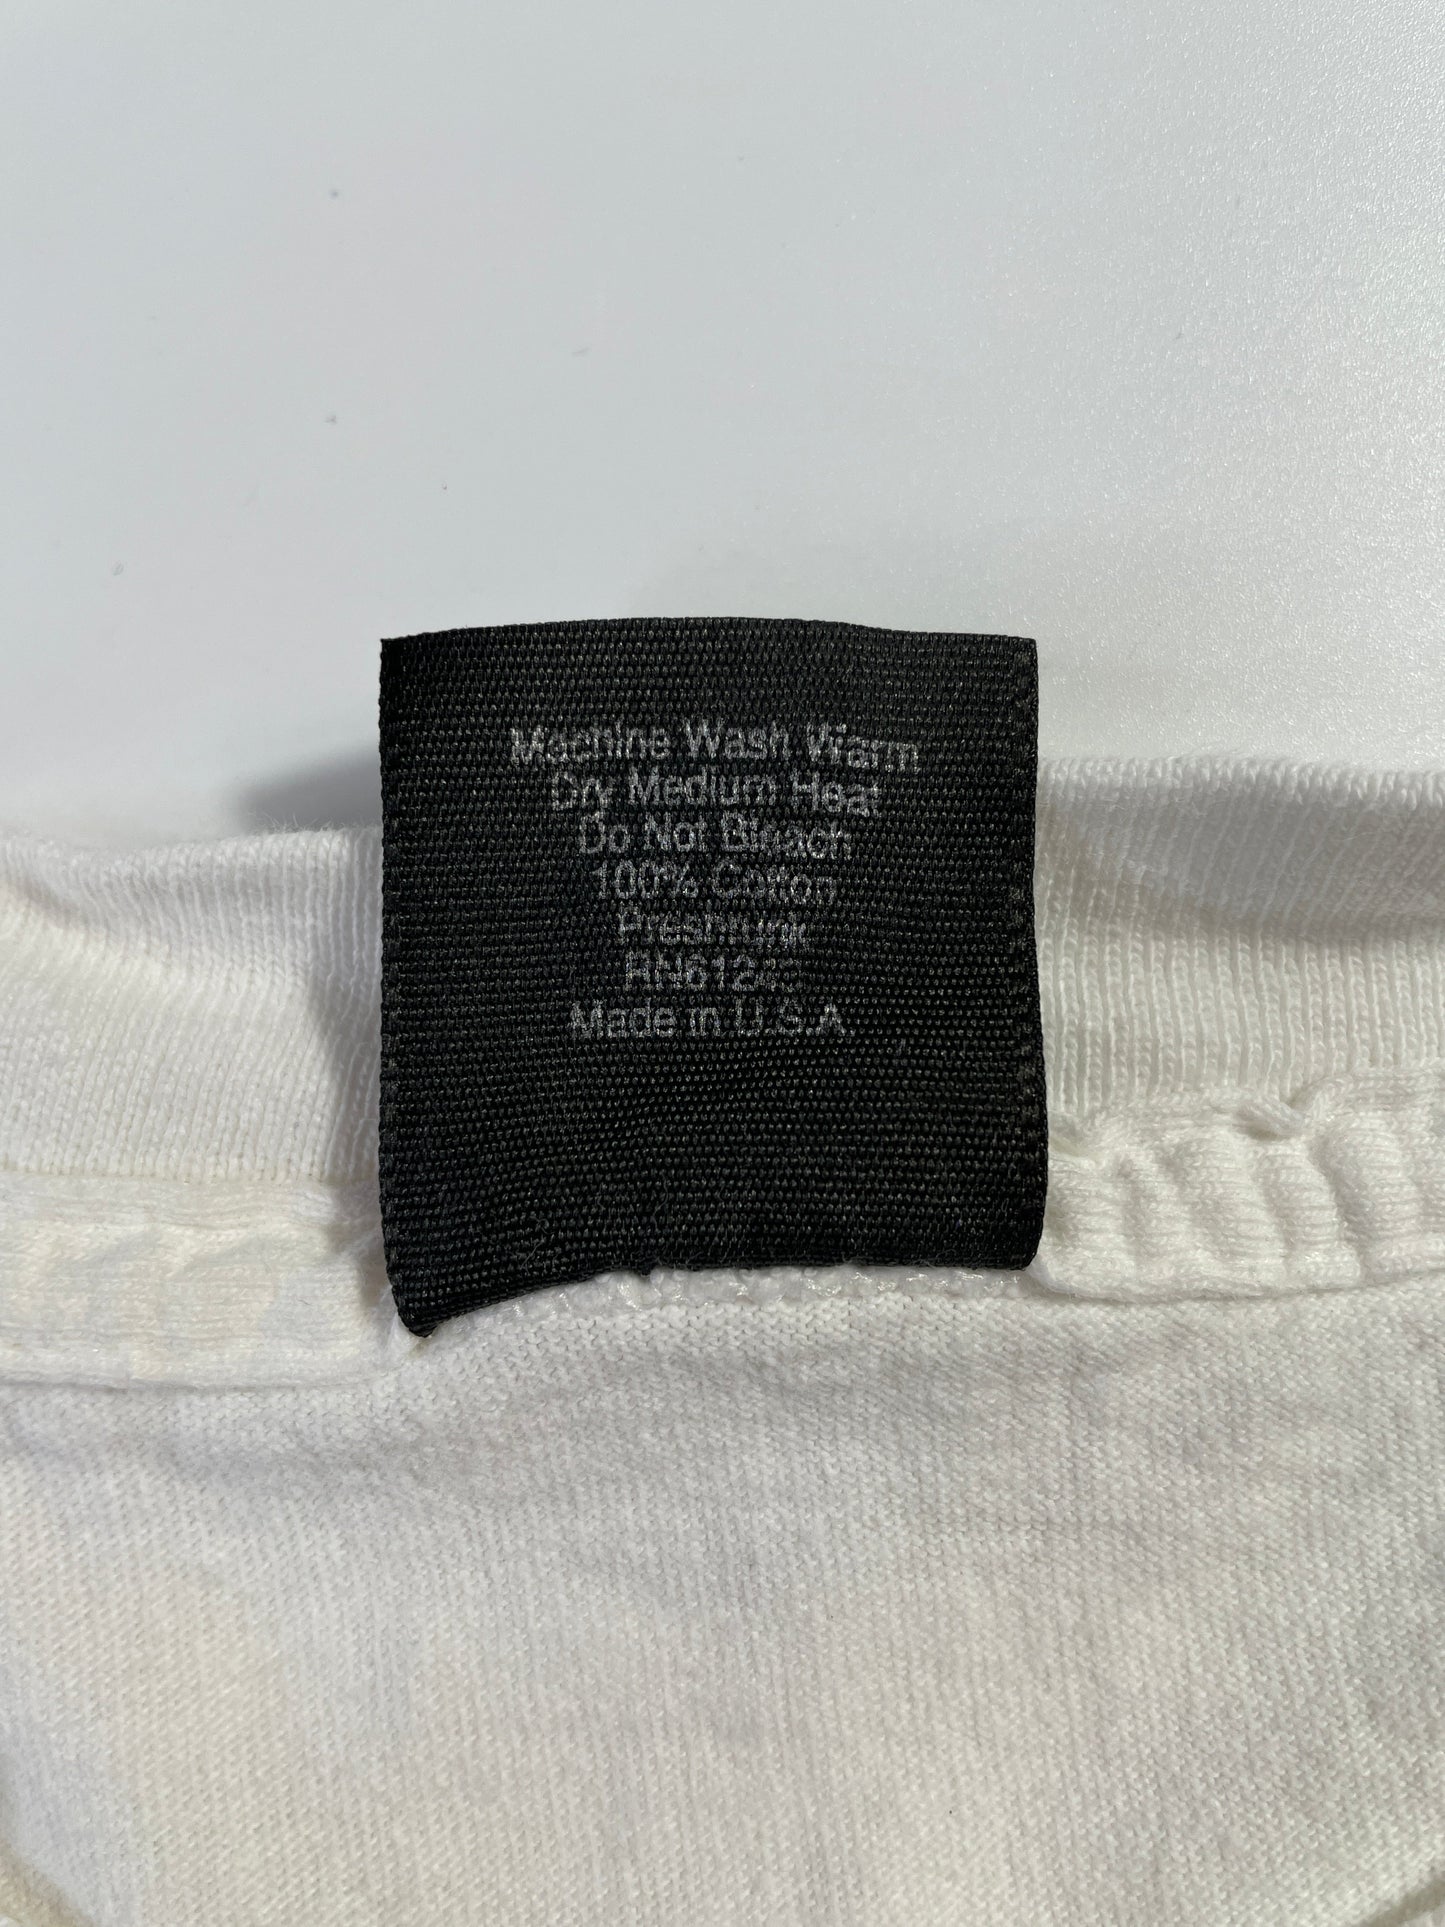 Machine Wash Warm
Dry Medium Heat
Do Not Bleach
100% Cotton
Preshrunk
Made in U.S.A